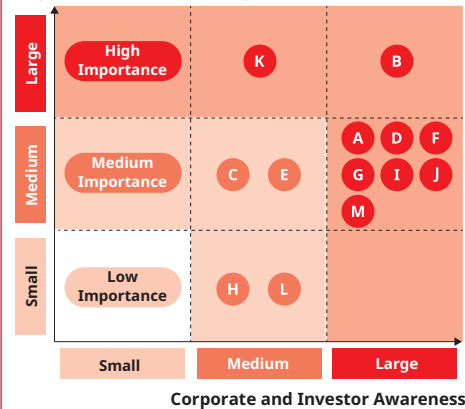 Large
High
Importance
K
B
Medium
Medium
Importance
C
E
A
D
F
G
I
J
M
Small
Low
Importance
H
L
Small
Medium
Large
Corporate and Investor Awareness